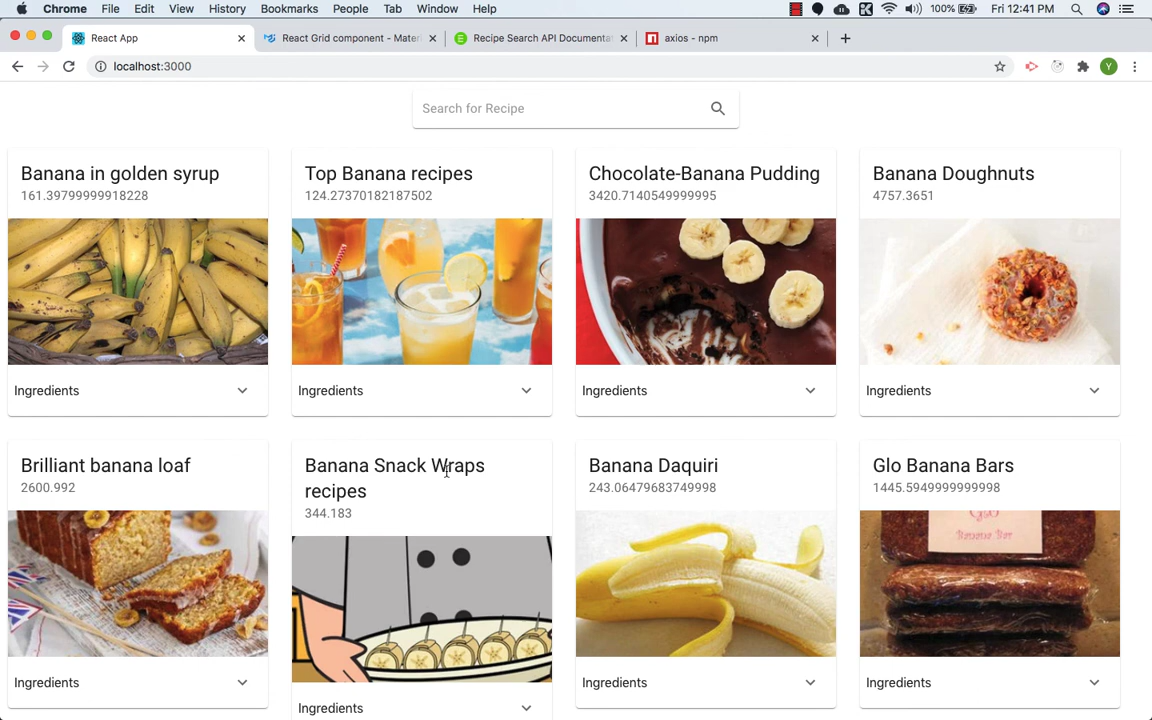 Chrome File Edit View History Bookmarks People Tab Window Help 100% Fri 12:41 PM
React App React Grid component - Mater Recipe Search API Documenta axios - npm
localhost:3000 Y
Search for Recipe
Banana in golden syrup
161.39799999918228
Top Banana recipes
124.27370182187502
Chocolate-Banana Pudding
3420.7140549999995
Banana Doughnuts
4757.3651
Ingredients
Ingredients
Ingredients
Ingredients
Brilliant banana loaf
2600.992
Banana Snack Wraps
recipes
344.183
Banana Daquiri
243.06479683749998
Glo Banana Bars
1445.5949999999998
Glo
Banana Bar
Ingredients
Ingredients
Ingredients
Ingredients